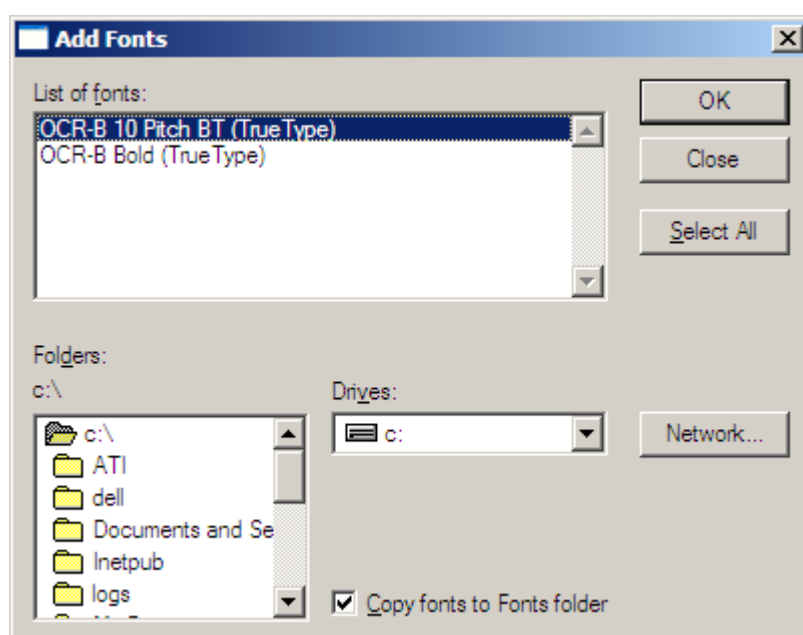 Add Fonts
List of fonts:
OCR-B 10 Pitch BT (TrueType)
OCR-B Bold (TrueType)
OK
Close
Select All
Folders:
c:\
c:\
ATI
dell
Documents and Se
Inetpub
logs
Drives:
c:
Network...
Copy fonts to Fonts folder